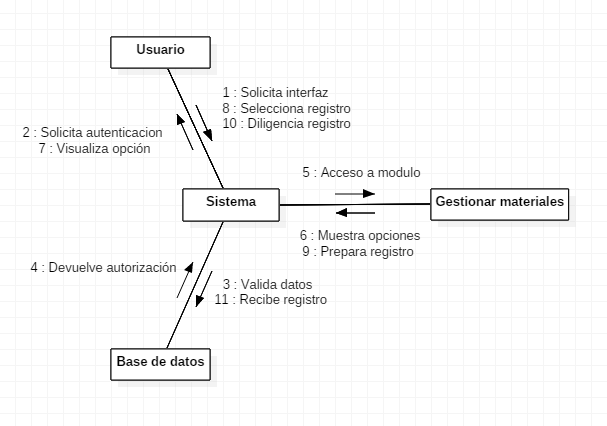 Usuario
1 : Solicita interfaz
8 : Selecciona registro
10 : Diligencia registro
2 : Solicita autenticacion
7 : Visualiza opción
5 : Acceso a modulo
Sistema
Gestionar materiales
6 : Muestra opciones
9 : Prepara registro
4 : Devuelve autorización
3 : Valida datos
11 : Recibe registro
Base de datos